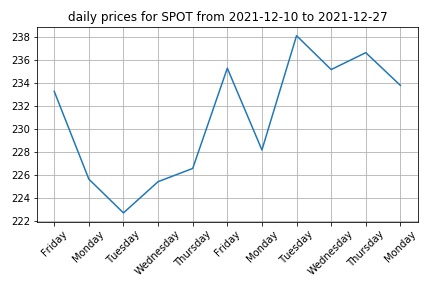 daily prices for SPOT from 2021-12-10 to 2021-12-27
238
236
234
232
230
228
226
224
222
Friday
Monday
Tuesday
Wednesday
Thursday
Friday
Monday
Tuesday
Wednesday
Thursday
Monday